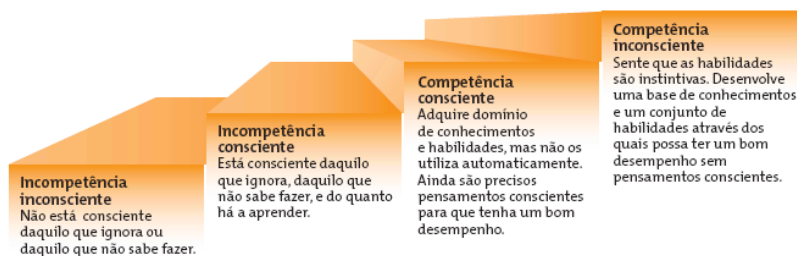 Incompetência
inconsciente
Não está consciente
daquilo que ignora ou
daquilo que não sabe fazer.
Incompetência
consciente
Está consciente daquilo
que ignora, daquilo que
não sabe fazer, e do quanto
há a aprender.
Competência
consciente
Adquire domínio
de conhecimentos
e habilidades, mas não os
utiliza automaticamente.
Ainda são precisos
pensamentos conscientes
para que tenha um bom
desempenho.
Competência
inconsciente
Sente que as habilidades
são instintivas. Desenvolve
uma base de conhecimentos
e um conjunto de
habilidades através dos
quais possa ter um bom
desempenho sem
pensamentos conscientes.